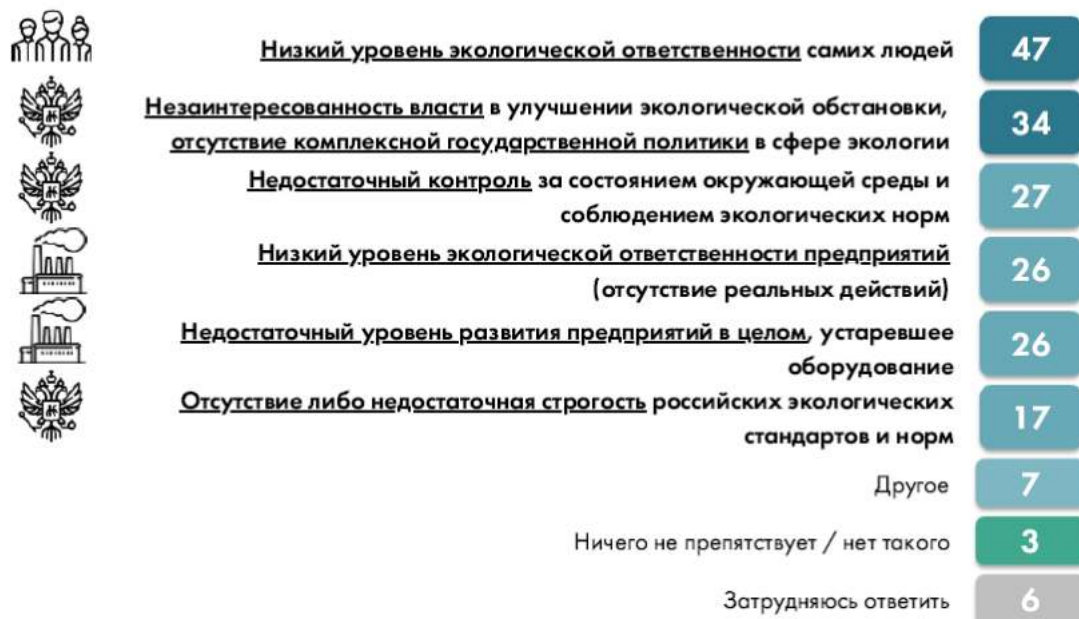 Низкий уровень экологической ответственности самих людей
47
Незаинтересованность власти в улучшении экологической обстановки,
отсутствие комплексной государственной политики в сфере экологии
34
Недостаточный контроль за состоянием окружающей среды и
соблюдением экологических норм
27
Низкий уровень экологической ответственности предприятий
(отсутствие реальных действий)
26
Недостаточный уровень развития предприятий в целом, устаревшее
оборудование
26
Отсутствие либо недостаточная строгость российских экологических
стандартов и норм
17
Другое
7
Ничего не препятствует / нет такого
3
Затрудняюсь ответить
6